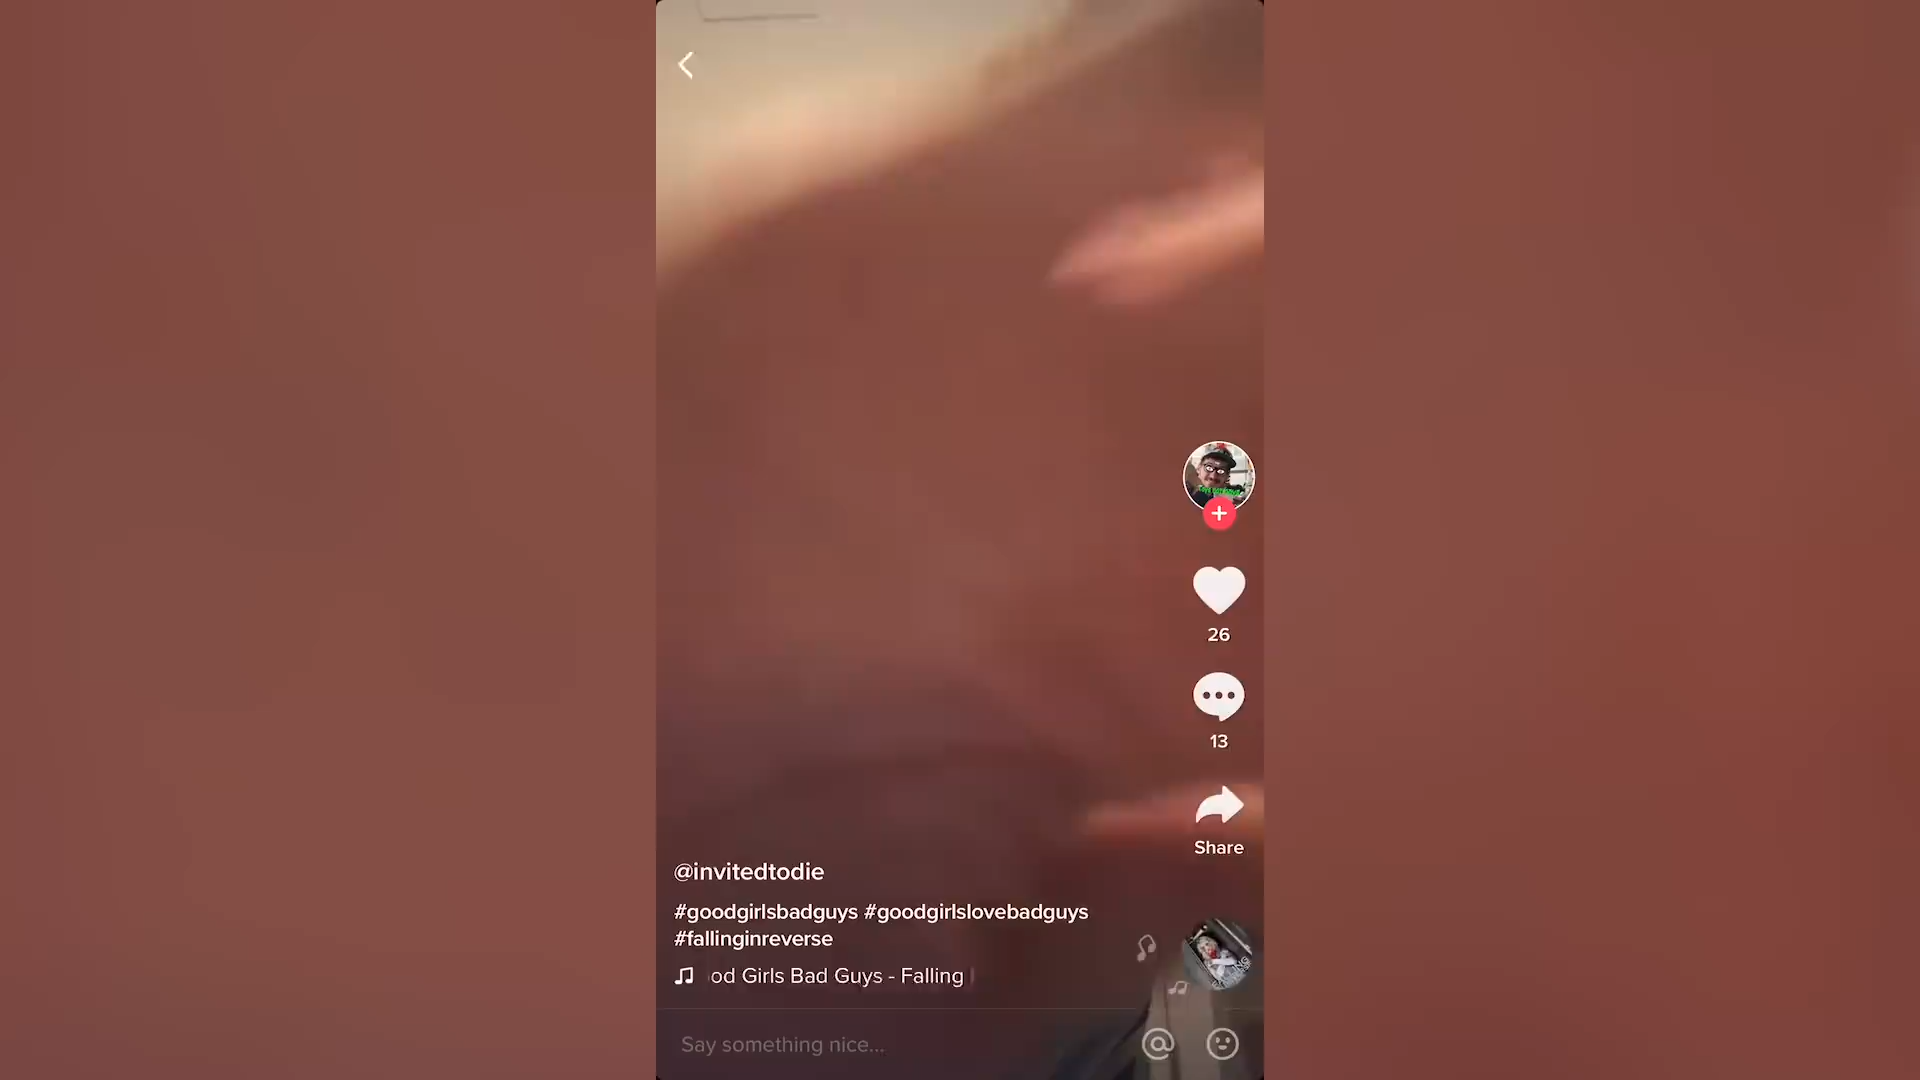 26
13
Share
@invitedtodie
#goodgirlsbadguys #goodgirlslovebadguys
#fallinginreverse
od Girls Bad Guys - Falling
Say something nice...